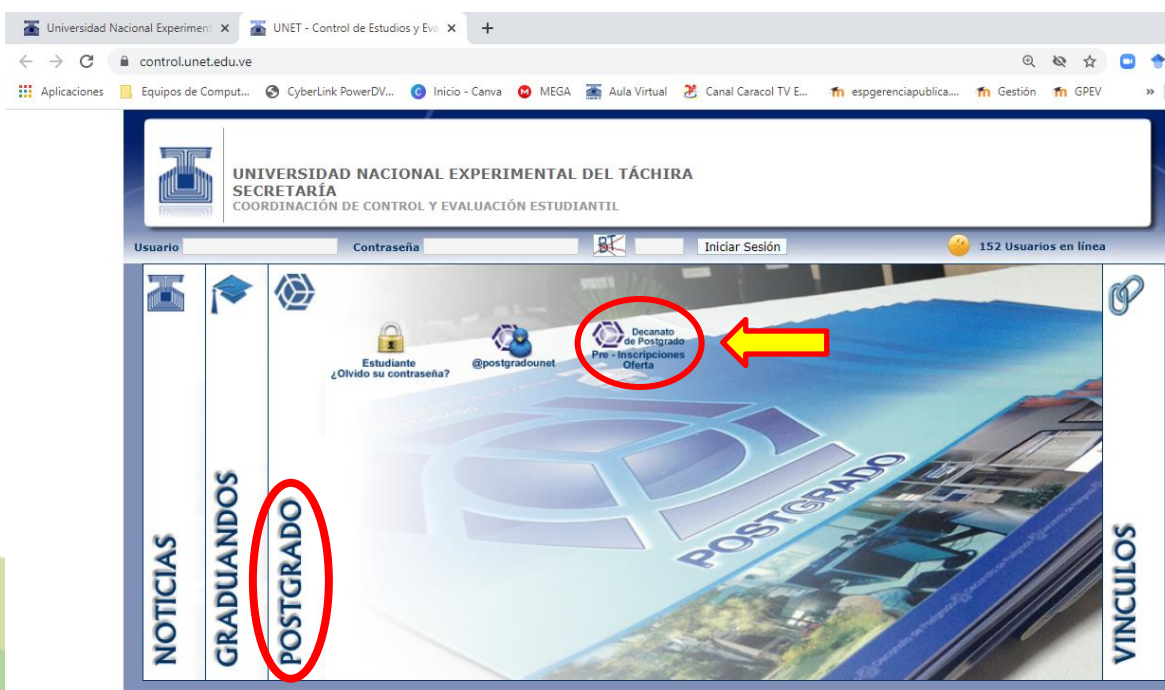 Universidad Nacional Experiment
UNET - Control de Estudios y Eva
control.unet.edu.ve
Aplicaciones
Equipos de Comput...
CyberLink PowerDV...
Inicio - Canva
MEGA
Aula Virtual
Canal Caracol TV E...
espgerenciapublica....
Gestión
GPEV
»
UNIVERSIDAD NACIONAL EXPERIMENTAL DEL TÁCHIRA
SECRETARÍA
COORDINACIÓN DE CONTROL Y EVALUACIÓN ESTUDIANTIL
Usuario
Contraseña
Iniciar Sesión
152 Usuarios en línea
NOTICIAS
GRADUANDOS
POSTGRADO
Estudiante
¿Olvido su contraseña?
@postgradounet
Decanato
de Postgrado
Pre - Inscripciones
Oferta
POSTGRADO
VINCULOS